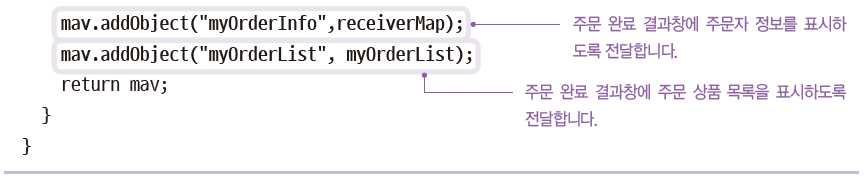 mav.addObject("myOrderInfo",receiverMap);
주문 완료 결과창에 주문자 정보를 표시하
도록 전달합니다.
mav.addObject("myOrderList", myOrderList);
return mav;
주문 완료 결과창에 주문 상품 목록을 표시하도록
전달합니다.
}
}